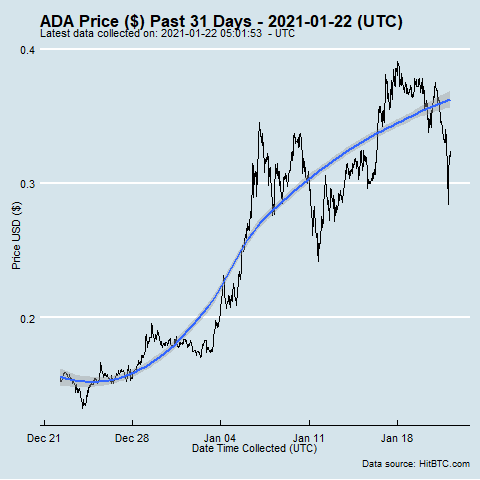 ADA Price ($) Past 31 Days - 2021-01-22 (UTC)
Latest data collected on: 2021-01-22 05:01:53 - UTC
0.4
0.3
0.2
Price USD ($)
Dec 21 Dec 28 Jan 04 Jan 11 Jan 18
Date Time Collected (UTC)
Data source: HitBTC.com